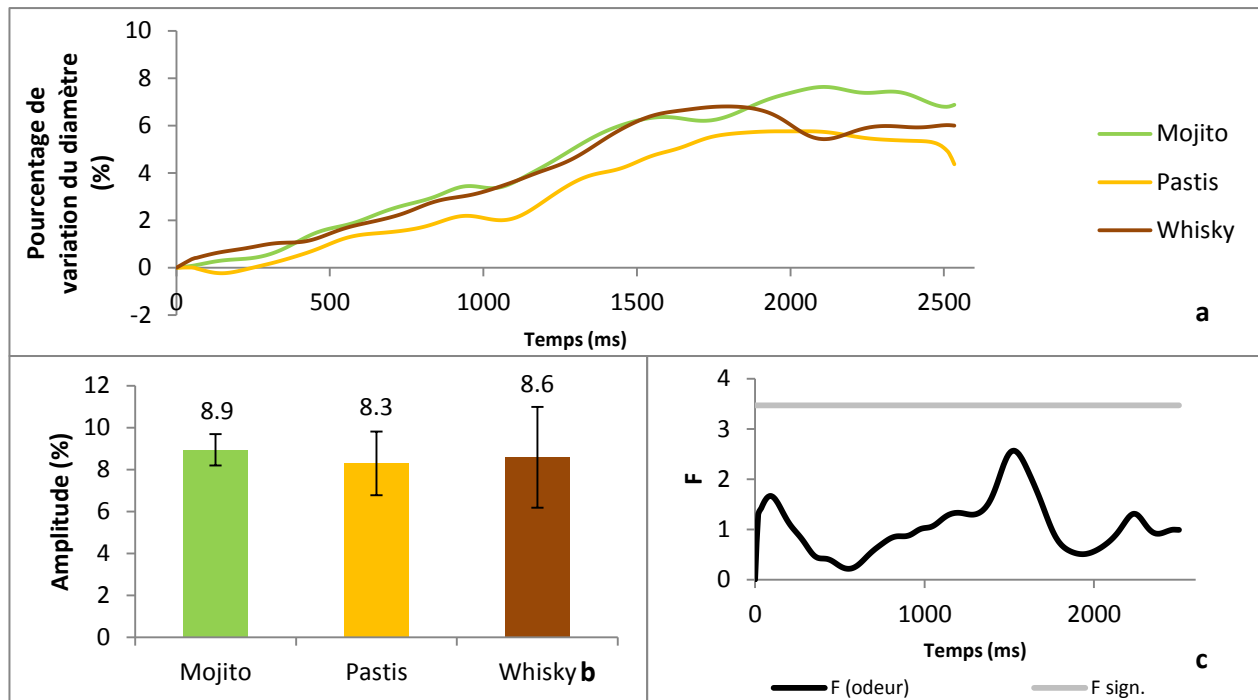 Pourcentage de
variation du diamètre
(%)
10
8
6
4
2
0
-2
0 500 1000 1500 2000 2500
Temps (ms)
Mojito
Pastis
Whisky
a
Amplitude (%)
12
10
8
6
4
2
0
8.9 8.3 8.6
Mojito Pastis Whisky
b
F
4
3
2
1
0
0 1000 2000
Temps (ms)
c
F (odeur) F sign.